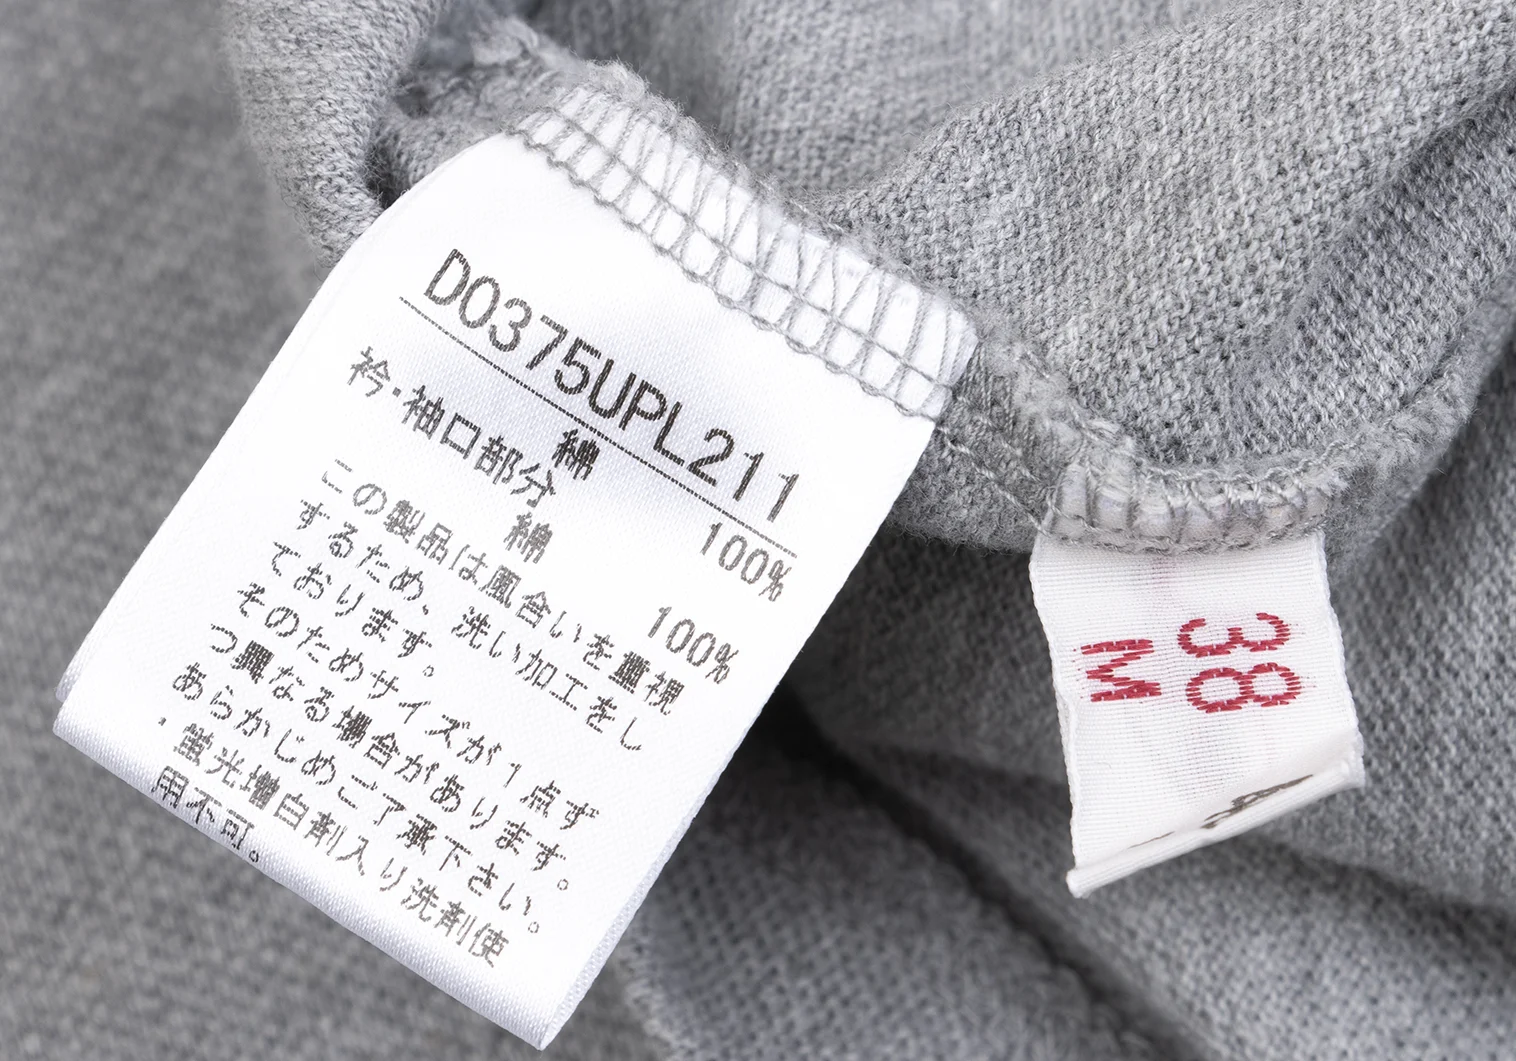 D0375UPL211
綿 100%
衿・袖口部分
綿 100%
この製品は風合いを重視
するため、洗い加工をし
ております。
そのためサイズが1点ず
つ異なる場合があります。
あらかじめご了承下さい。
・蛍光増白剤入り洗剤使
用不可。
38
M